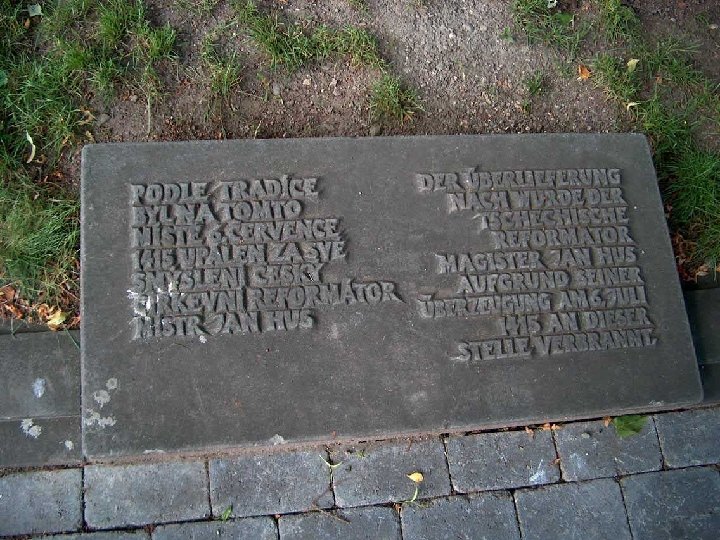 PODLE TRADICE
BYL NA TOMTO
MISTĚ 6. ČERVENCE
1415 UPÁLEN ZA SVÉ
SMÝŠLENÍ ČESKÝ
CÍRKEVNÍ REFORMÁTOR
MISTR JAN HUS
DER ÜBERLIEFERUNG
NACH WURDE DER
TSCHECHISCHE
REFORMATOR
MAGISTER JAN HUS
AUFGRUND SEINER
ÜBERZEUGUNG AM 6. JULI
1415 AN DIESER
STELLE VERBRANNT.